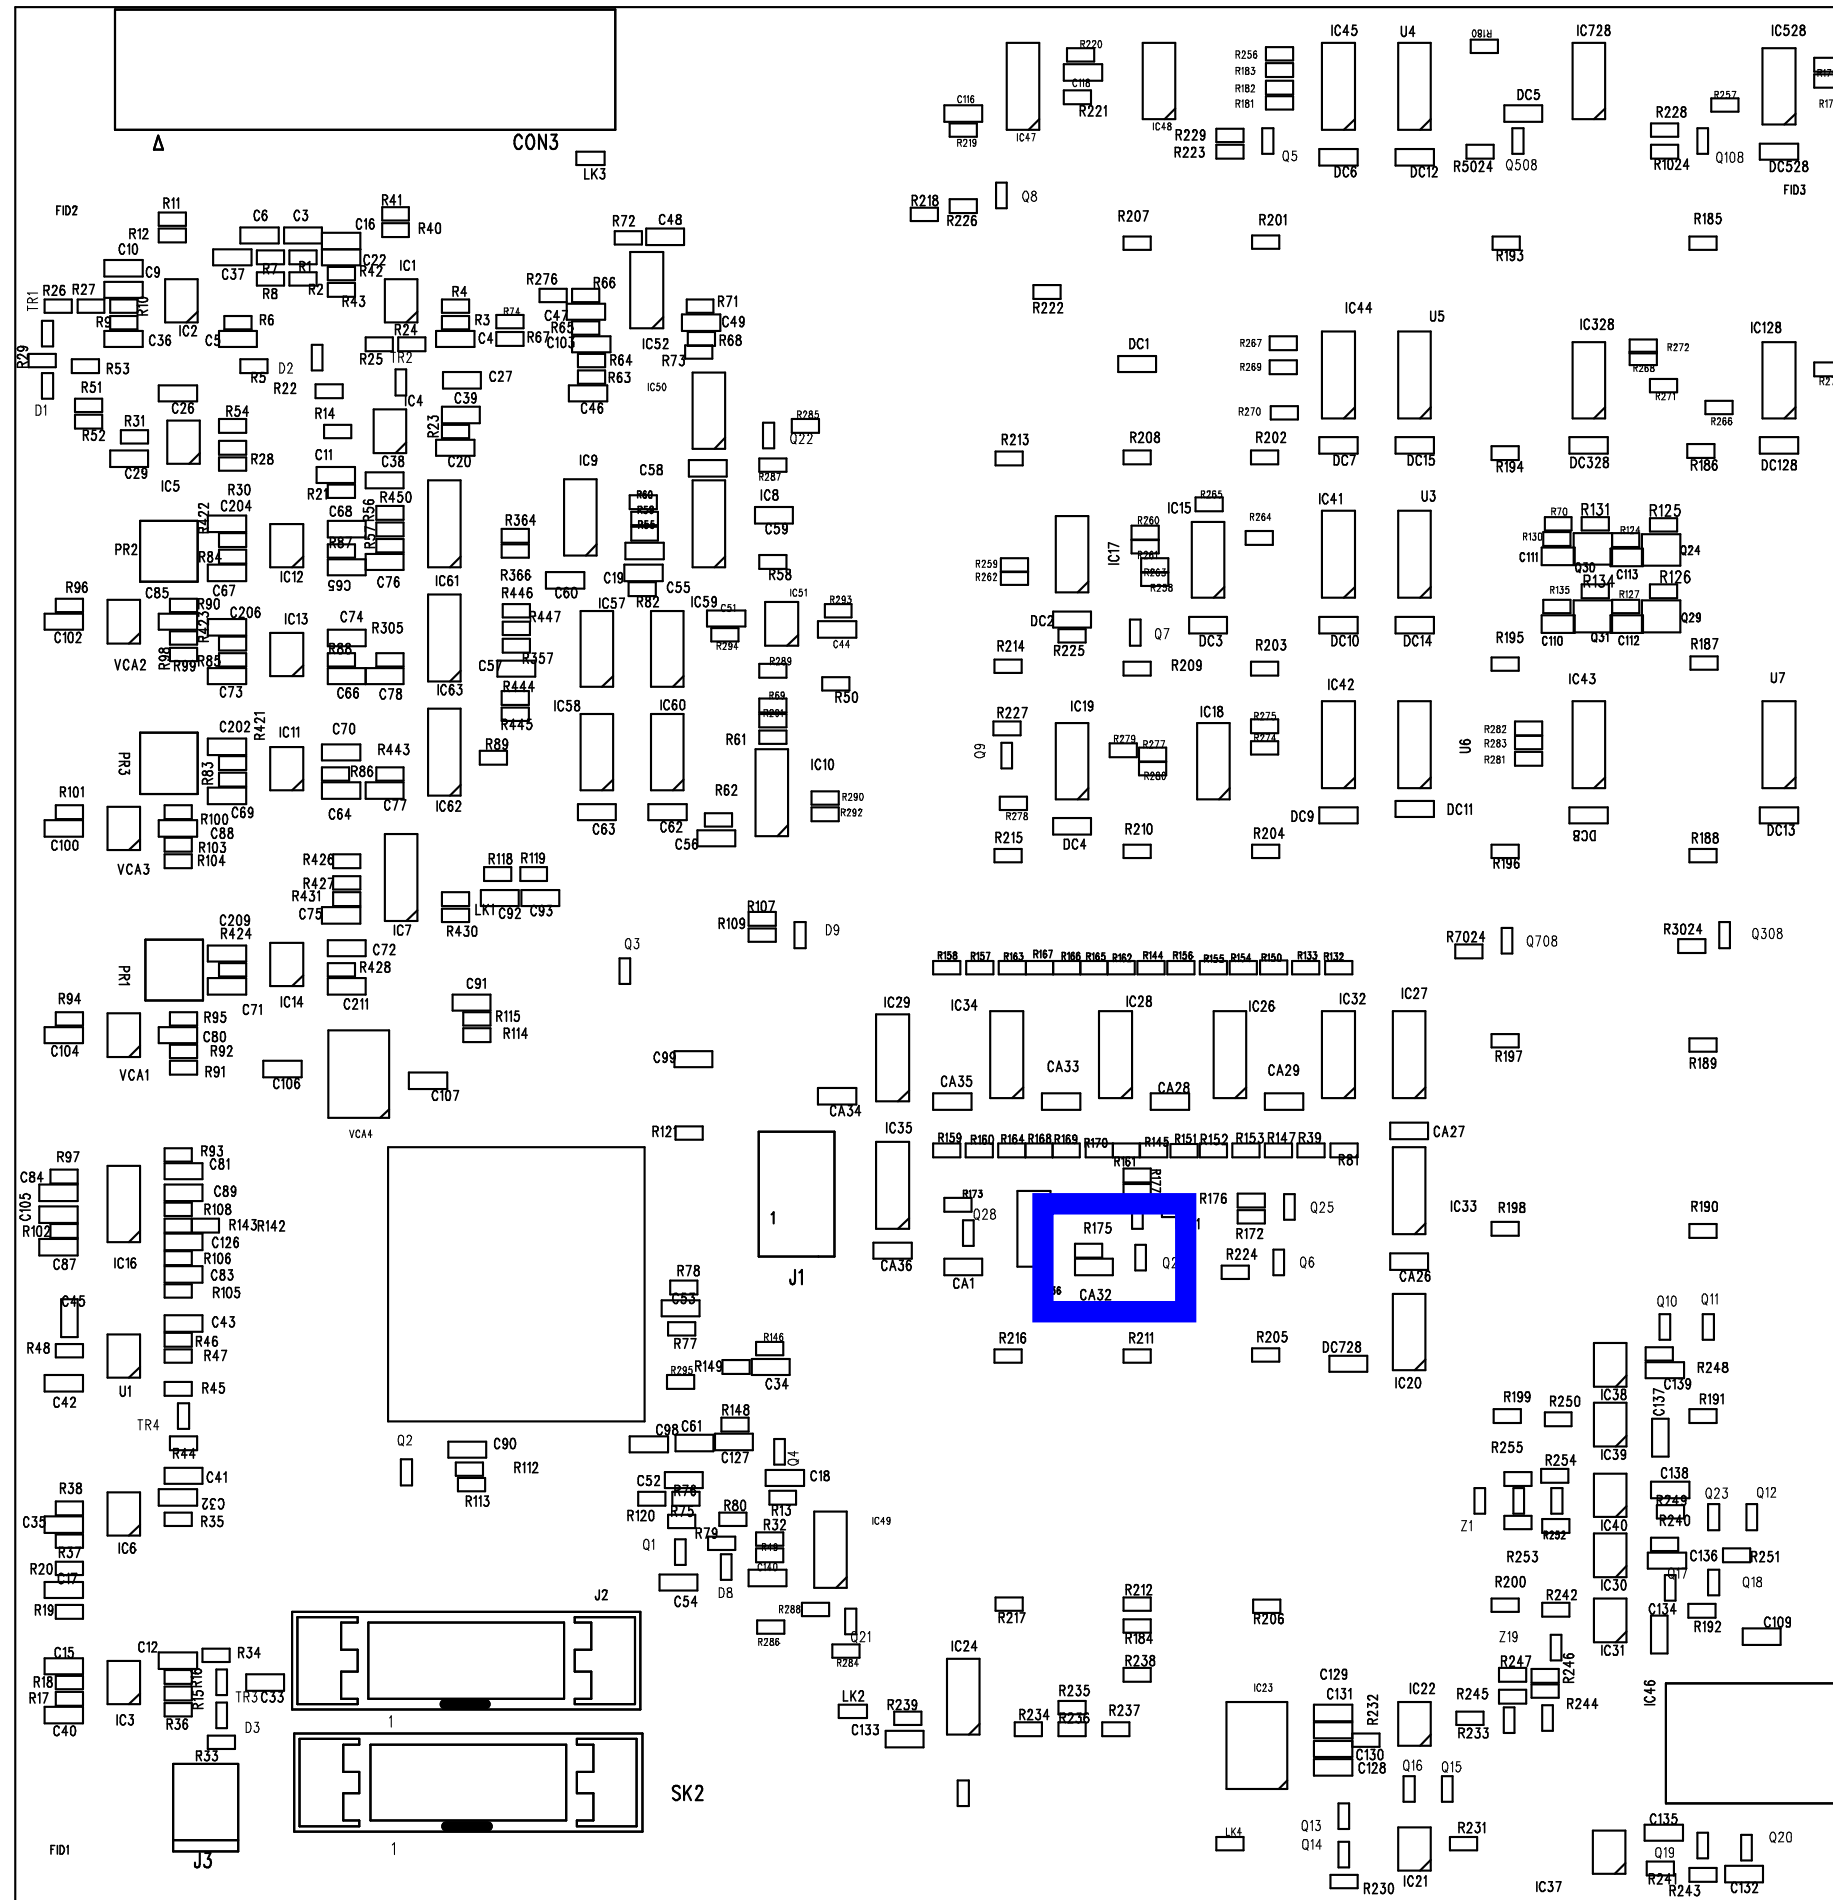 IC45 U4 R180 IC728 IC528
R220 R256 R183 R182 R181
C116 C118 R221 DC5 R257 R228
CON3 R219 IC47 IC48 R229 R223 Q5 DC6 DC12 R5024 Q508 R1024 Q108 DC528
LK3 FID3
FID2 R11 R41 R218 R226 Q8 R207 R201 R185
R12 C6 C3 C16 R40 R72 C48 R193
C10 C9 C37 R7 R1 C22 R42 IC1
TR1 R26 R27 R10 R8 R2 R43 R4 R276 R66 R71 R222 IC44 U5
R9 C36 IC2 C5 R6 R24 R3 R74 C47 C49 IC328 IC128
R29 R53 R5 D2 R25 TR2 C4 R67 R65 C103 IC52 R68 R73 DC1 R267 R272
R51 D1 R22 C27 R64 R63 IC50 R269 R268 R271
R52 R31 C26 R54 R14 IC4 R23 C39 C46 R285 Q22 R270 R266
C29 IC5 R28 C11 C38 C20 IC9 C58 R287 R213 R208 R202 DC7 DC15 R194 DC328 R186 DC128
R30 R21 R450 R60 IC8 IC15 R265 IC41 U3
PR2 R422 C204 C68 R56 R364 R59 R55 C59 R260 R264 R70 R131 R125
R84 C67 IC12 R87 R57 C76 IC61 R366 C19 C55 R58 R259 R262 IC17 R261 R263 R258 R130 C111 Q30 R124 C113 Q24
R96 C85 C65 C60 R82 R134 R126
C102 VCA2 R90 C206 R423 IC13 C74 R305 R446 R447 IC57 IC59 C51 IC51 R293 DC2 R225 Q7 DC3 DC10 DC14 R135 C110 Q31 R127 C112 Q29
R98 R99 R85 C73 R88 C66 C78 IC63 C57 R357 R294 C44 R289 R214 R209 R203 R195 R187
R421 R444 R445 IC58 IC60 R69 R291 R50 IC42 IC43 U7
PR3 C202 R83 IC11 C70 R443 R89 R61 IC10 R227 Q9 IC19 IC18 R275 R274 U6 R282 R283 R281
R101 C69 R86 C64 C77 IC62 R62 R290 R292 R279 R277 R280 R278
C100 VCA3 R100 C88 R103 R104 C63 C62 C56 R215 DC4 R210 R204 DC9 DC11 R196 DC8 R188 DC13
R426 R427 R431 C75 IC7 R118 R119 LK1 C92 C93 R430
C209 R424 C72 R107 R109 D9 Q3 R7024 Q708 R3024 Q308
PR1 C71 IC14 R428 C211 R158 R157 R163 R167 R166 R165 R162 R144 R156 R155 R154 R150 R133 R132
R94 R95 C91 R115 R114 IC29 IC34 IC28 IC26 IC32 IC27
C104 VCA1 C80 R92 R91 C106 C107 C99 R197 R189
VCA4 CA34 CA35 CA33 CA28 CA29
R121 IC35 CA27
R97 R93 C81 R159 R160 R164 R168 R169 R170 R145 R151 R152 R153 R147 R39 R81
C84 C105 C89 R108 R161 R177 R176 R173
R102 C87 IC16 R143 R142 C126 R106 C83 R105 1 J1 CA36 Q28 CA1 R175 CA32 R172 Q25 R224 Q6 IC33 CA26 R198 R190
C45 C43 R78 C53 R77 Q10 Q11
R48 U1 R46 R47 R146 R149 C34 R216 R211 R205 DC728 IC20 IC38 R248 C139
C42 R45 R295 R199 R250 C137 R191
TR4 R44 Q2 C90 R112 R113 C98 C61 R148 C127 Q4 R255 IC39 R254
R38 C41 C32 C52 R76 C18 R13 C138 Q23 Q12
C35 IC6 R35 R120 R75 R80 R79 R32 R49 IC49 Z1 R252 IC40 R249 R240
R37 R20 C17 R19 Q1 C54 D8 C140 R253 IC30 C136 R251 Q17 Q18
J2 R288 R286 Q21 R284 R217 R212 R184 R206 R200 R242 IC31 C134 R192 C109
C15 C12 R34 IC24 R238 Z19 R247 R246
R18 R17 C40 IC3 R16 R15 R36 TR3 C33 D3 1 LK2 R239 C133 R234 R235 R236 R237 IC23 C129 C131 R232 IC22 R245 R233 R244 IC46
R33 SK2 C130 C128 Q16 Q15
FID1 J3 1 LK4 Q13 Q14 R230 IC21 R231 IC37 C135 Q19 R241 R243 C132 Q20